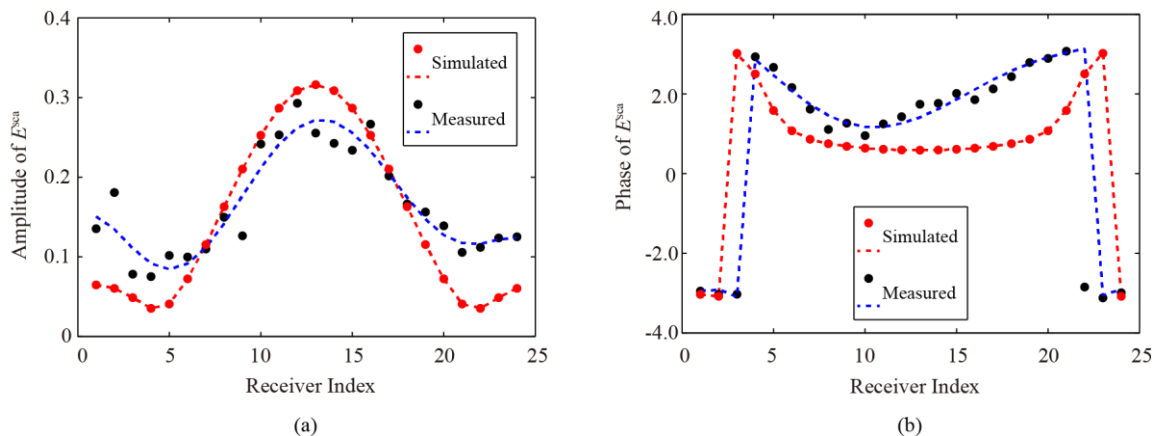 0.4
0.3
0.2
0.1
0
Amplitude of E^sca
Simulated
Measured
0 5 10 15 20 25
Receiver Index
(a)
4.0
2.0
0
-2.0
-4.0
Phase of E^sca
Simulated
Measured
0 5 10 15 20 25
Receiver Index
(b)